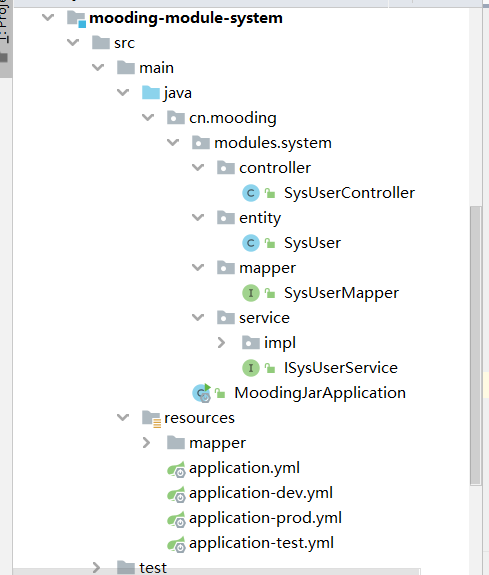 1: Proje
mooding-module-system
src
main
java
cn.mooding
modules.system
controller
C SysUserController
entity
C SysUser
mapper
I SysUserMapper
service
impl
I ISysUserService
C MoodingJarApplication
resources
mapper
application.yml
application-dev.yml
application-prod.yml
application-test.yml
test